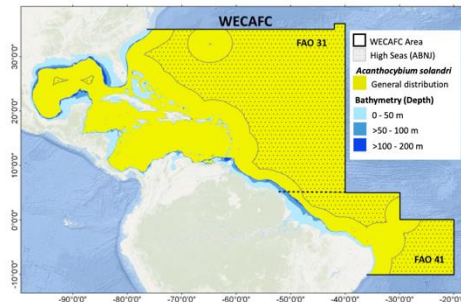 WECAFC
FAO 31
WECAFC Area
High Seas (ABNJ)
Acanthocybium solandri
General distribution
Bathymetry (Depth)
0 - 50 m
>50 - 100 m
>100 - 200 m
FAO 41
30°0'0"
20°0'0"
10°0'0"
0°0'0"
-10°0'0"
-90°0'0" -80°0'0" -70°0'0" -60°0'0" -50°0'0" -40°0'0" -30°0'0" -20°0'0"